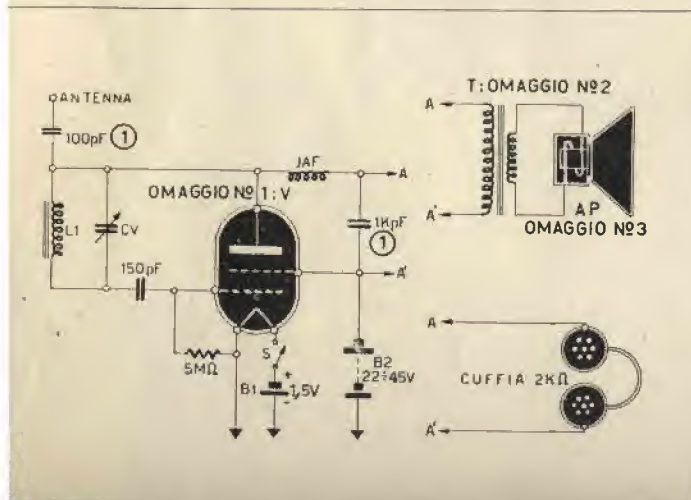 ANTENNA
100pF 1
L1
CV
150pF
5MΩ
OMAGGIO Nº 1:V
JAF
A
1KpF
1
A'
S
+
B1
1,5V
-
B2
22÷45V
T: OMAGGIO Nº2
A
A'
AP
OMAGGIO Nº3
A
CUFFIA 2KΩ
A'